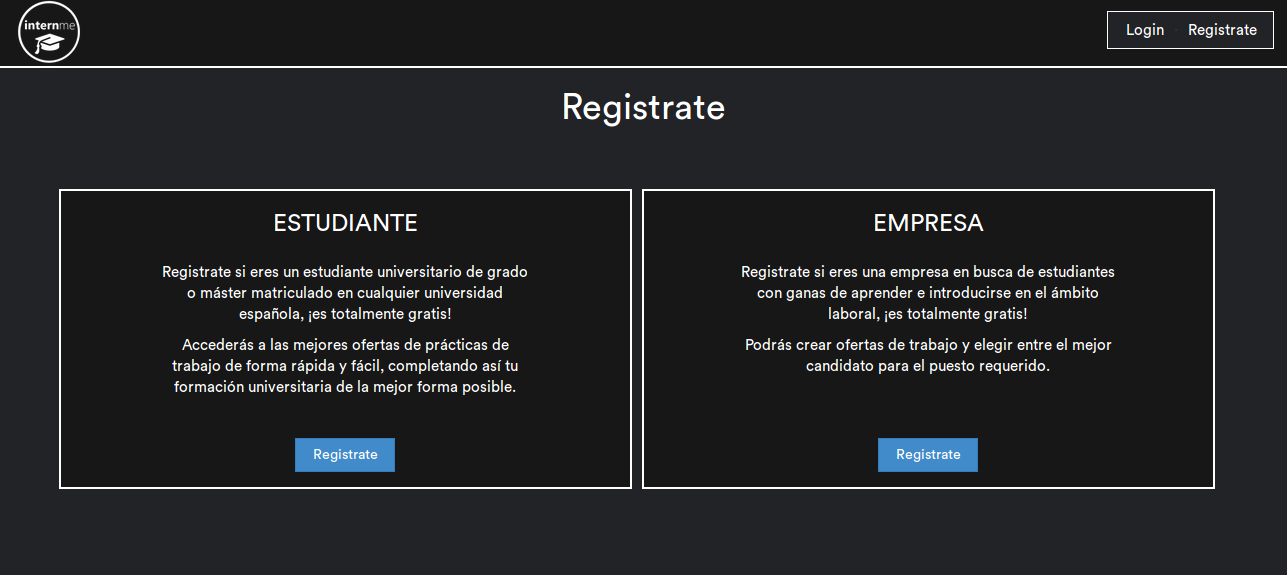 internme
Login Registrate
Registrate
ESTUDIANTE
Registrate si eres un estudiante universitario de grado
o máster matriculado en cualquier universidad
española, ¡es totalmente gratis!
Accederás a las mejores ofertas de prácticas de
trabajo de forma rápida y fácil, completando así tu
formación universitaria de la mejor forma posible.
Registrate
EMPRESA
Registrate si eres una empresa en busca de estudiantes
con ganas de aprender e introducirse en el ámbito
laboral, ¡es totalmente gratis!
Podrás crear ofertas de trabajo y elegir entre el mejor
candidato para el puesto requerido.
Registrate